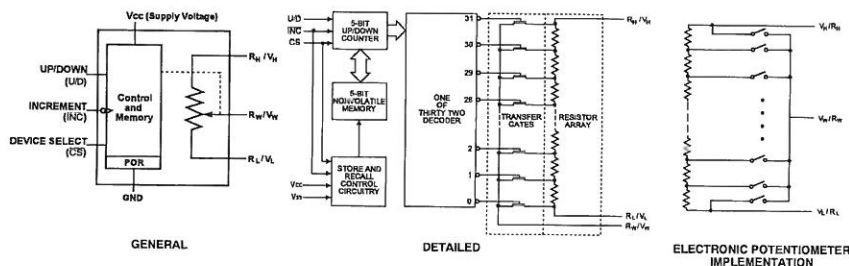 Vcc (Supply Voltage)
UP/DOWN
(U/D)
INCREMENT
(INC)
DEVICE SELECT
(CS)
Control
and
Memory
POR
GND
RH / VH
RW/VW
RL / VL
GENERAL
U/D
INC
CS
Vcc
Vss
5-BIT
UP/DOWN
COUNTER
5-BIT
NONVOLATILE
MEMORY
STORE AND
RECALL
CONTROL
CIRCUITRY
ONE
OF
THIRTY TWO
DECODER
31
30
29
28
2
1
0
TRANSFER
GATES
RESISTOR
ARRAY
RH/VH
RL/VL
RW/VW
DETAILED
VH/RH
VW/RW
VL/RL
ELECTRONIC POTENTIOMETER
IMPLEMENTATION